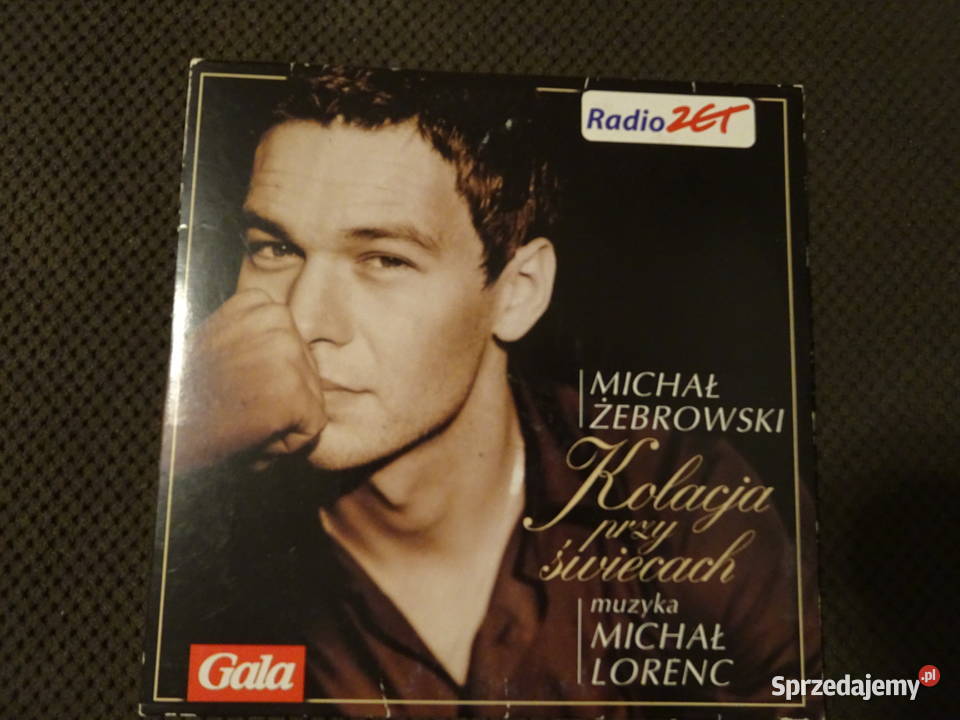 Radio ZET
MICHAŁ
ŻEBROWSKI
Kolacja
przy
świecach
muzyka
MICHAŁ
LORENC
Gala
Sprzedajemy.pl